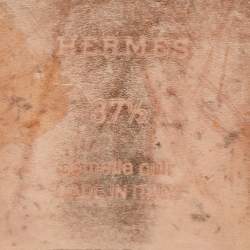 HERMES
37½
semelle cuir
MADE IN ITALY